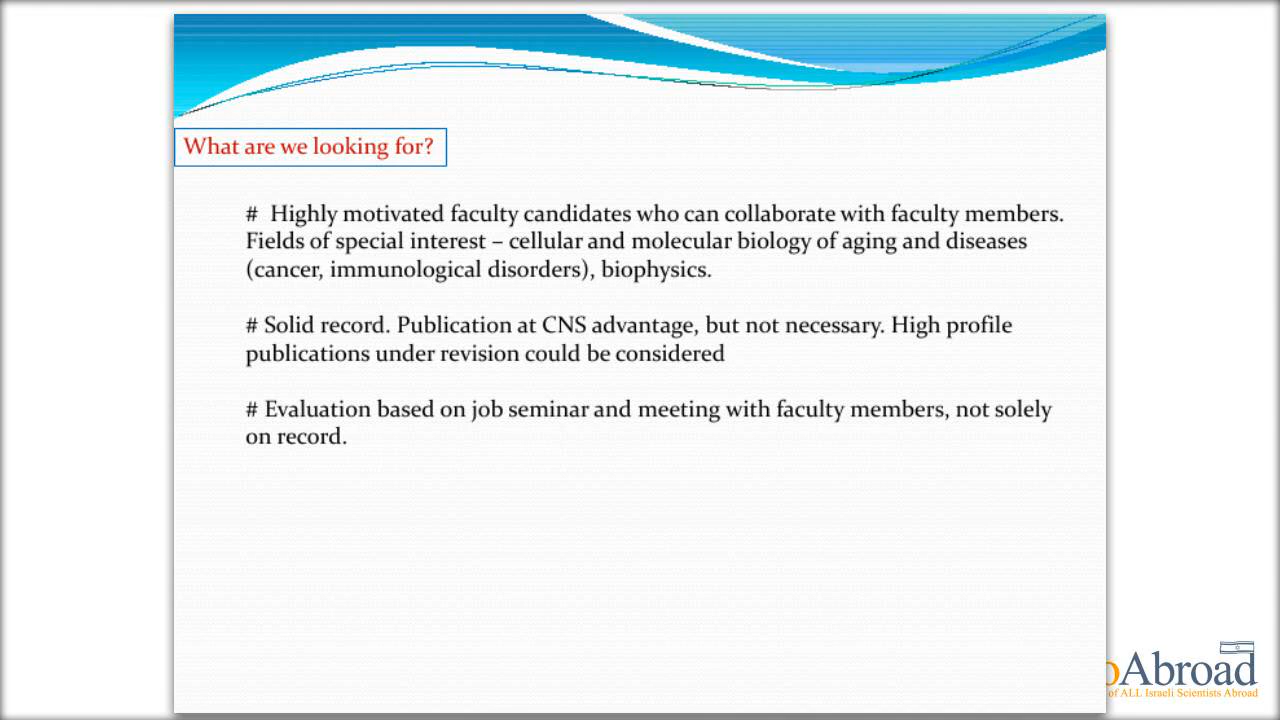 What are we looking for?
# Highly motivated faculty candidates who can collaborate with faculty members.
Fields of special interest – cellular and molecular biology of aging and diseases
(cancer, immunological disorders), biophysics.
# Solid record. Publication at CNS advantage, but not necessary. High profile
publications under revision could be considered
# Evaluation based on job seminar and meeting with faculty members, not solely
on record.
oAbroad
of ALL Israeli Scientists Abroad